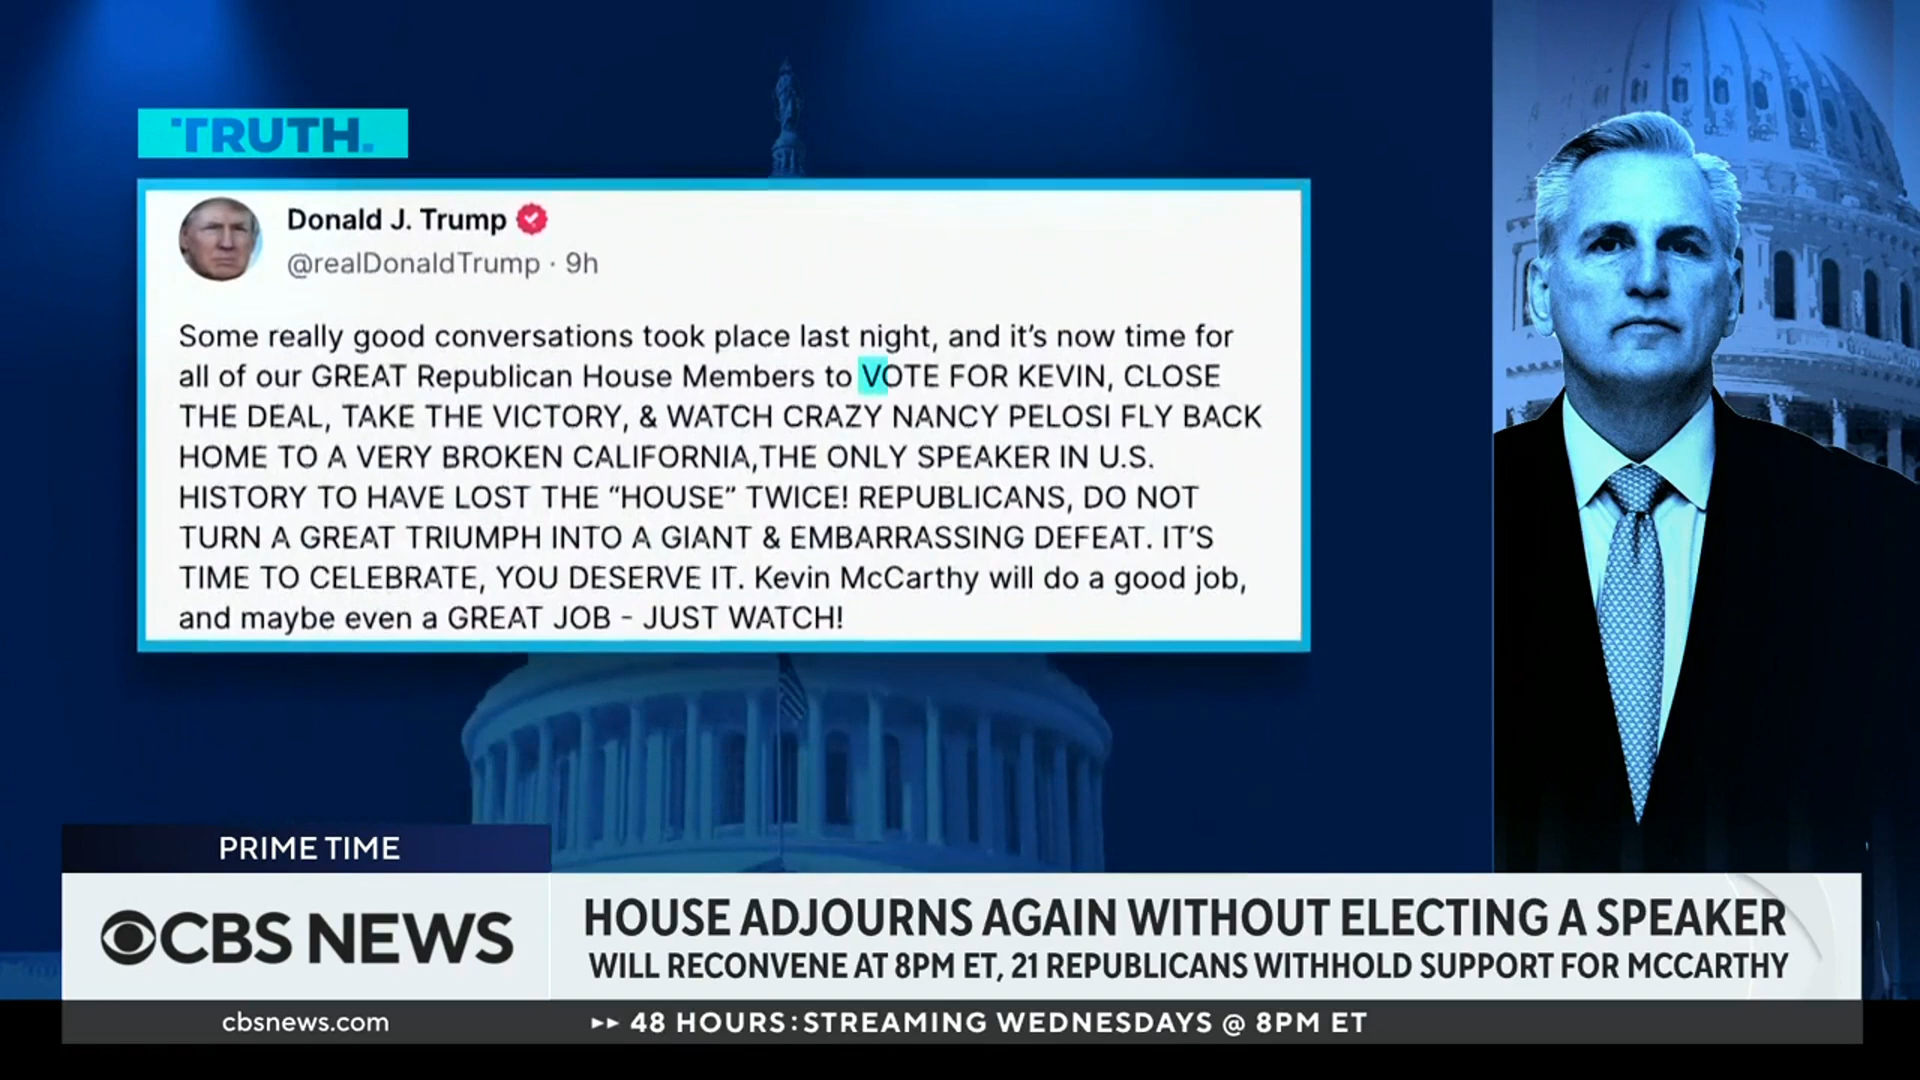 TRUTH.
Donald J. Trump
@realDonaldTrump · 9h
Some really good conversations took place last night, and it’s now time for
all of our GREAT Republican House Members to VOTE FOR KEVIN, CLOSE
THE DEAL, TAKE THE VICTORY, & WATCH CRAZY NANCY PELOSI FLY BACK
HOME TO A VERY BROKEN CALIFORNIA,THE ONLY SPEAKER IN U.S.
HISTORY TO HAVE LOST THE “HOUSE” TWICE! REPUBLICANS, DO NOT
TURN A GREAT TRIUMPH INTO A GIANT & EMBARRASSING DEFEAT. IT’S
TIME TO CELEBRATE, YOU DESERVE IT. Kevin McCarthy will do a good job,
and maybe even a GREAT JOB - JUST WATCH!
PRIME TIME
CBS NEWS
HOUSE ADJOURNS AGAIN WITHOUT ELECTING A SPEAKER
WILL RECONVENE AT 8PM ET, 21 REPUBLICANS WITHHOLD SUPPORT FOR MCCARTHY
cbsnews.com
48 HOURS:STREAMING WEDNESDAYS @ 8PM ET